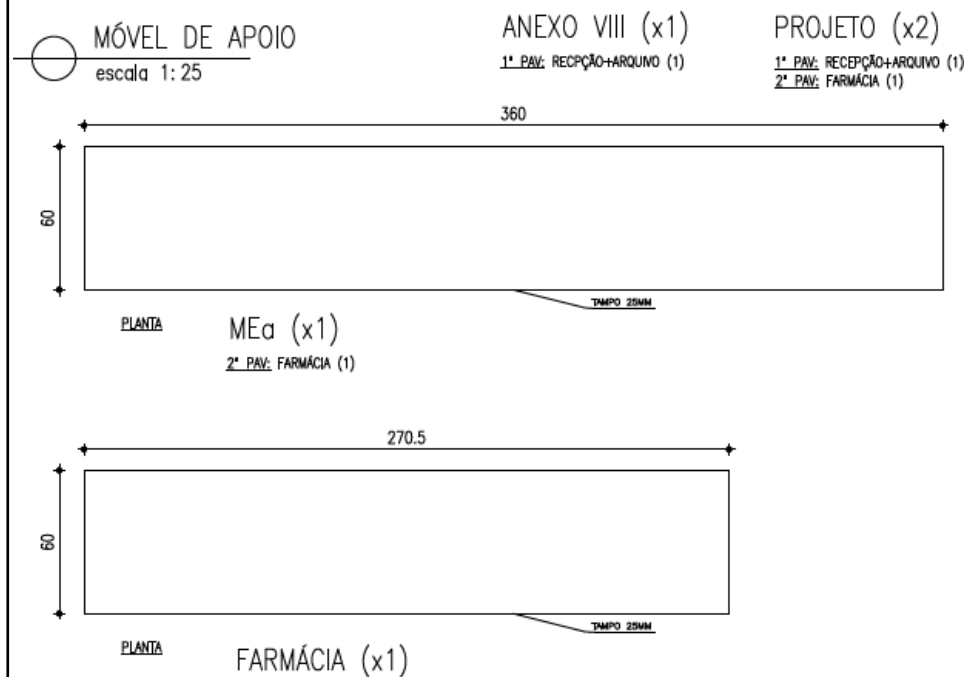 MÓVEL DE APOIO
escala 1:25
ANEXO VIII (x1)
1° PAV: RECPÇÃO+ARQUIVO (1)
PROJETO (x2)
1° PAV: RECEPÇÃO+ARQUIVO (1)
2° PAV: FARMÁCIA (1)
360
60
TAMPO 25MM
PLANTA
MEa (x1)
2° PAV: FARMÁCIA (1)
270.5
60
TAMPO 25MM
PLANTA
FARMÁCIA (x1)